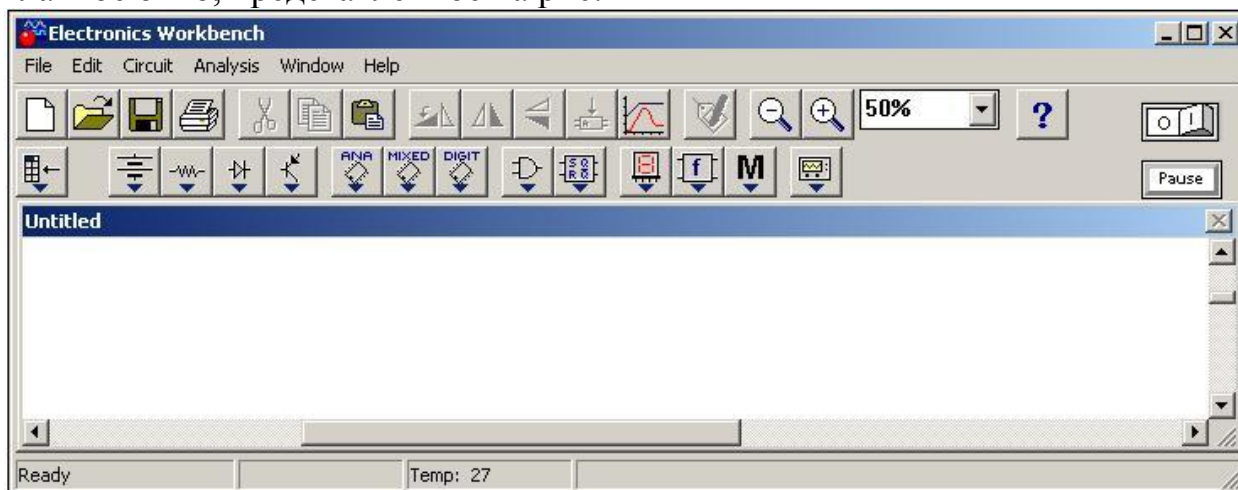 Electronics Workbench
File Edit Circuit Analysis Window Help
50% ?
ANA MIXED DIGIT f M
Pause
Untitled
Ready Temp: 27